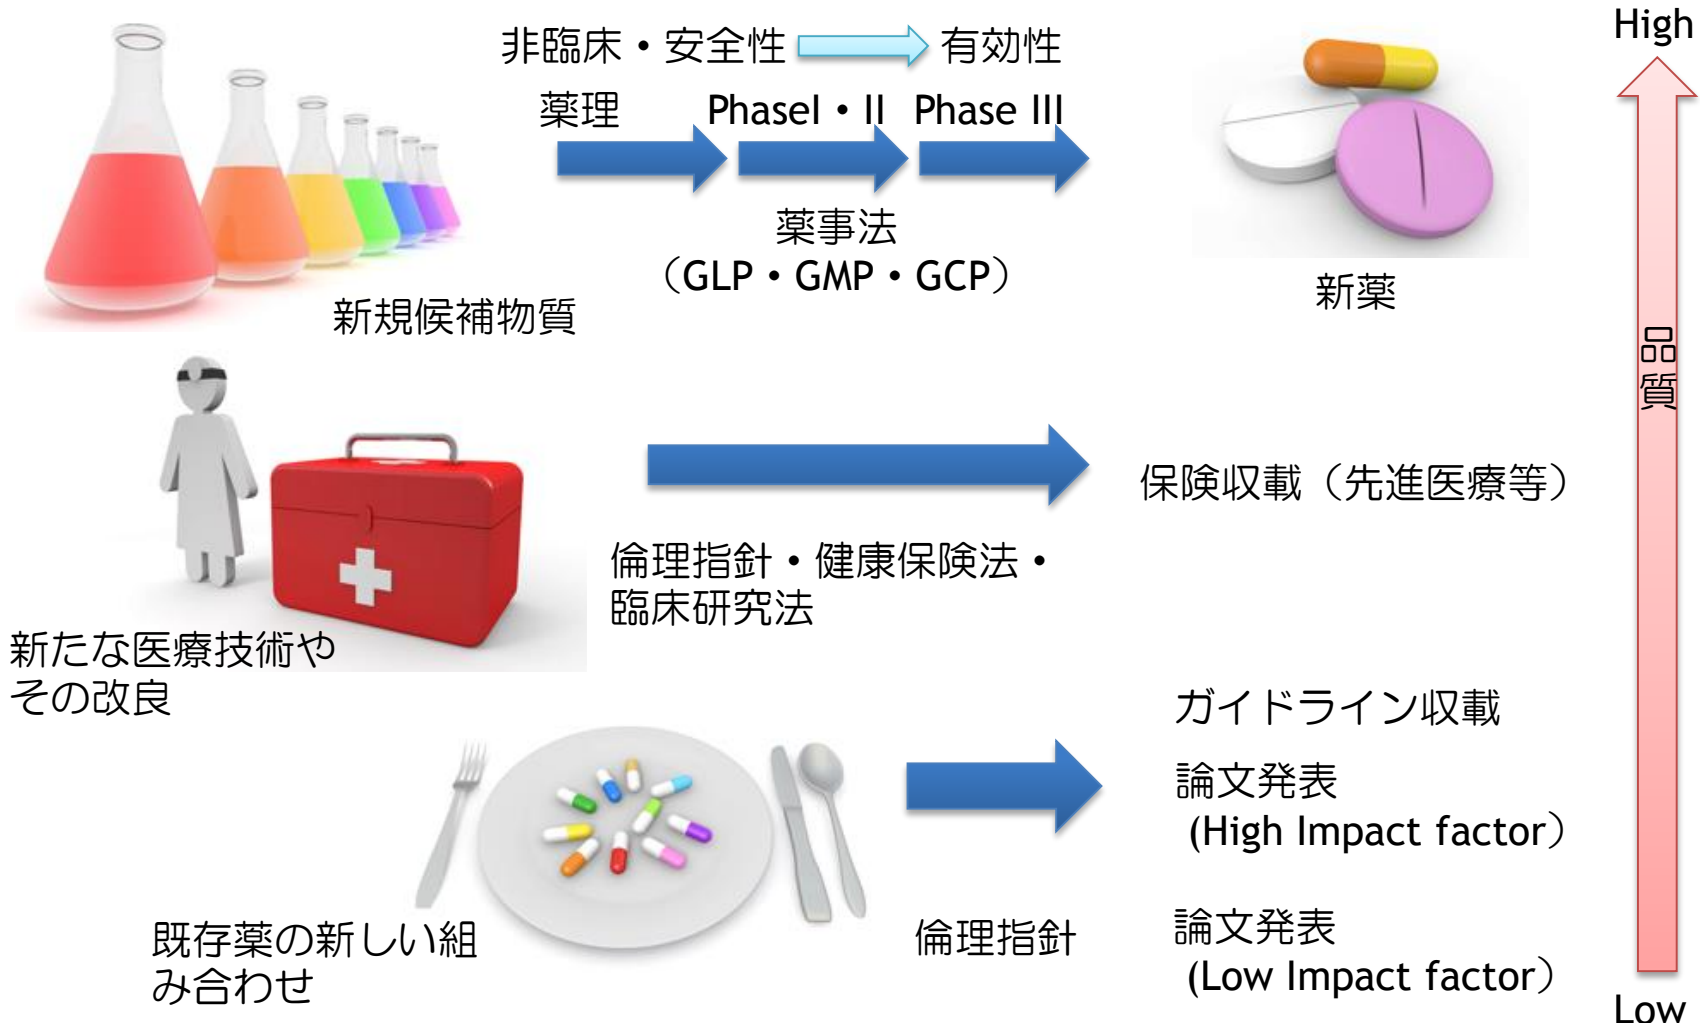 High
非臨床・安全性
有効性
薬理
PhaseI・II
Phase III
薬事法
（GLP・GMP・GCP）
新規候補物質
新薬
品
質
保険収載（先進医療等）
倫理指針・健康保険法・
臨床研究法
新たな医療技術や
その改良
ガイドライン収載
論文発表
(High Impact factor）
既存薬の新しい組
み合わせ
倫理指針
論文発表
(Low Impact factor）
Low